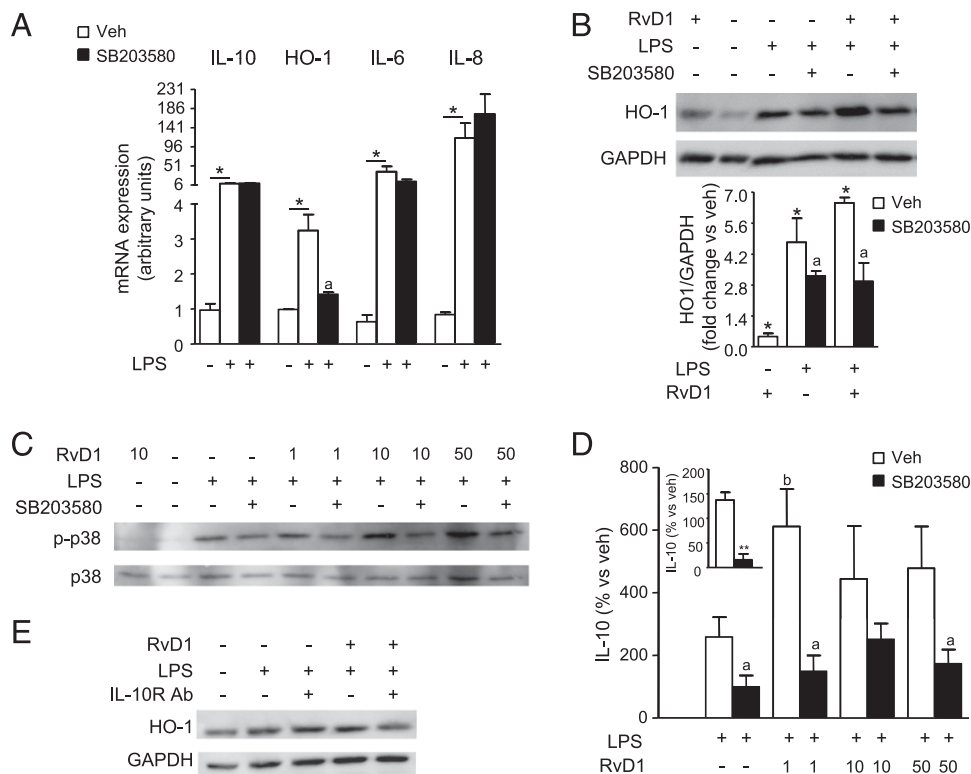 A
Veh
SB203580
IL-10 HO-1 IL-6 IL-8
mRNA expression
(arbitrary units)
231
186
141
96
51
6
4
3
2
1
0
* * * *
a
LPS - + + - + + - + + - + +
B
RvD1 + - - - + +
LPS - - + + + +
SB203580 - - - + - +
HO-1
GAPDH
HO1/GAPDH
(fold change vs veh)
7.0
5.6
4.2
2.8
1.4
0.0
Veh
SB203580
* * a * a
LPS - + +
RvD1 + - +
C
RvD1 10 - - - 1 1 10 10 50 50
LPS - - + + + + + + + +
SB203580 - - - + - + - + - +
p-p38
p38
D
Veh
SB203580
IL-10 (% vs veh)
800
600
400
200
0
IL-10 (% vs veh)
200
150
100
50
0
**
a b a a
LPS + + + + + + + +
RvD1 - - 1 1 10 10 50 50
E
RvD1 - - - + +
LPS - + + + +
IL-10R Ab - - + - +
HO-1
GAPDH